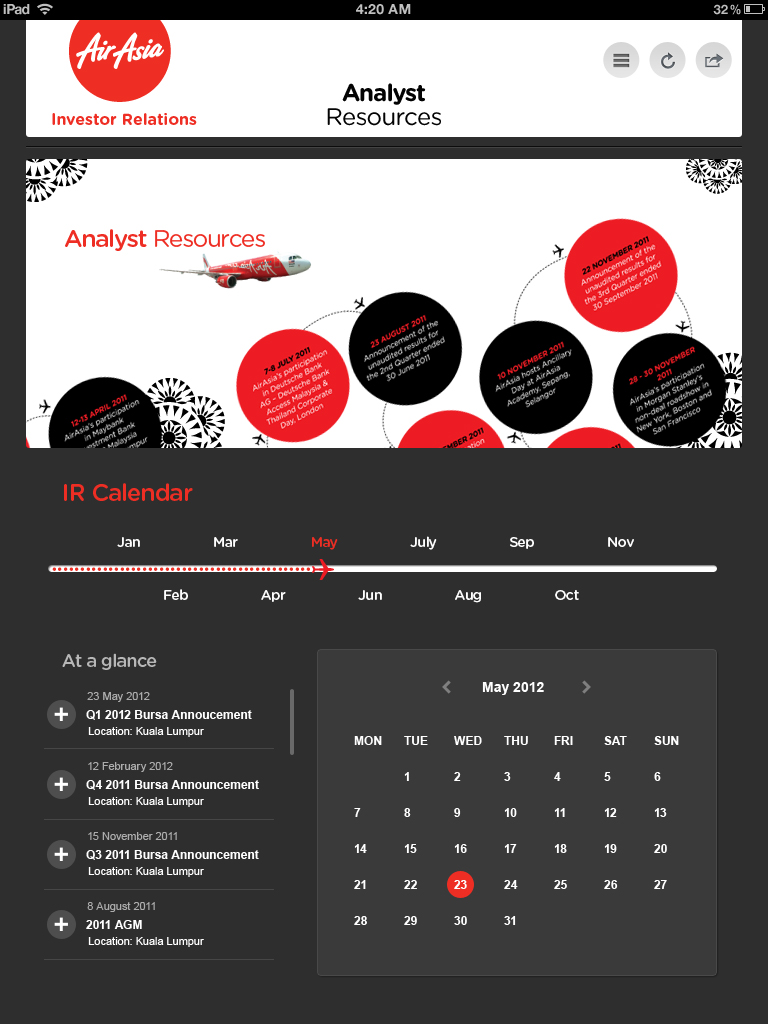 iPad 4:20 AM 32%
AirAsia
Investor Relations
Analyst
Resources
Analyst Resources
12-13 APRIL 2011
AirAsia's participation
in Maybank
Bank
Malaysia
7-8 JULY 2011
AirAsia's participation
in Deutsche Bank
AG – Deutsche Bank
Access Malaysia &
Thailand Corporate
Day, London
23 AUGUST 2011
Announcement of the
unaudited results for
the 2nd Quarter ended
30 June 2011
2011
10 NOVEMBER 2011
AirAsia hosts Ancillary
Day at AirAsia
Academy, Sepang,
Selangor
22 NOVEMBER 2011
Announcement of the
unaudited results for
the 3rd Quarter ended
30 September 2011
28 - 30 NOVEMBER
2011
AirAsia's participation
in Morgan Stanley's
non-deal roadshow in
New York, Boston and
San Francisco
IR Calendar
Jan Mar May July Sep Nov
Feb Apr Jun Aug Oct
At a glance
23 May 2012
Q1 2012 Bursa Annoucement
Location: Kuala Lumpur
12 February 2012
Q4 2011 Bursa Announcement
Location: Kuala Lumpur
15 November 2011
Q3 2011 Bursa Announcement
Location: Kuala Lumpur
8 August 2011
2011 AGM
Location: Kuala Lumpur
May 2012
MON TUE WED THU FRI SAT SUN
1 2 3 4 5 6
7 8 9 10 11 12 13
14 15 16 17 18 19 20
21 22 23 24 25 26 27
28 29 30 31